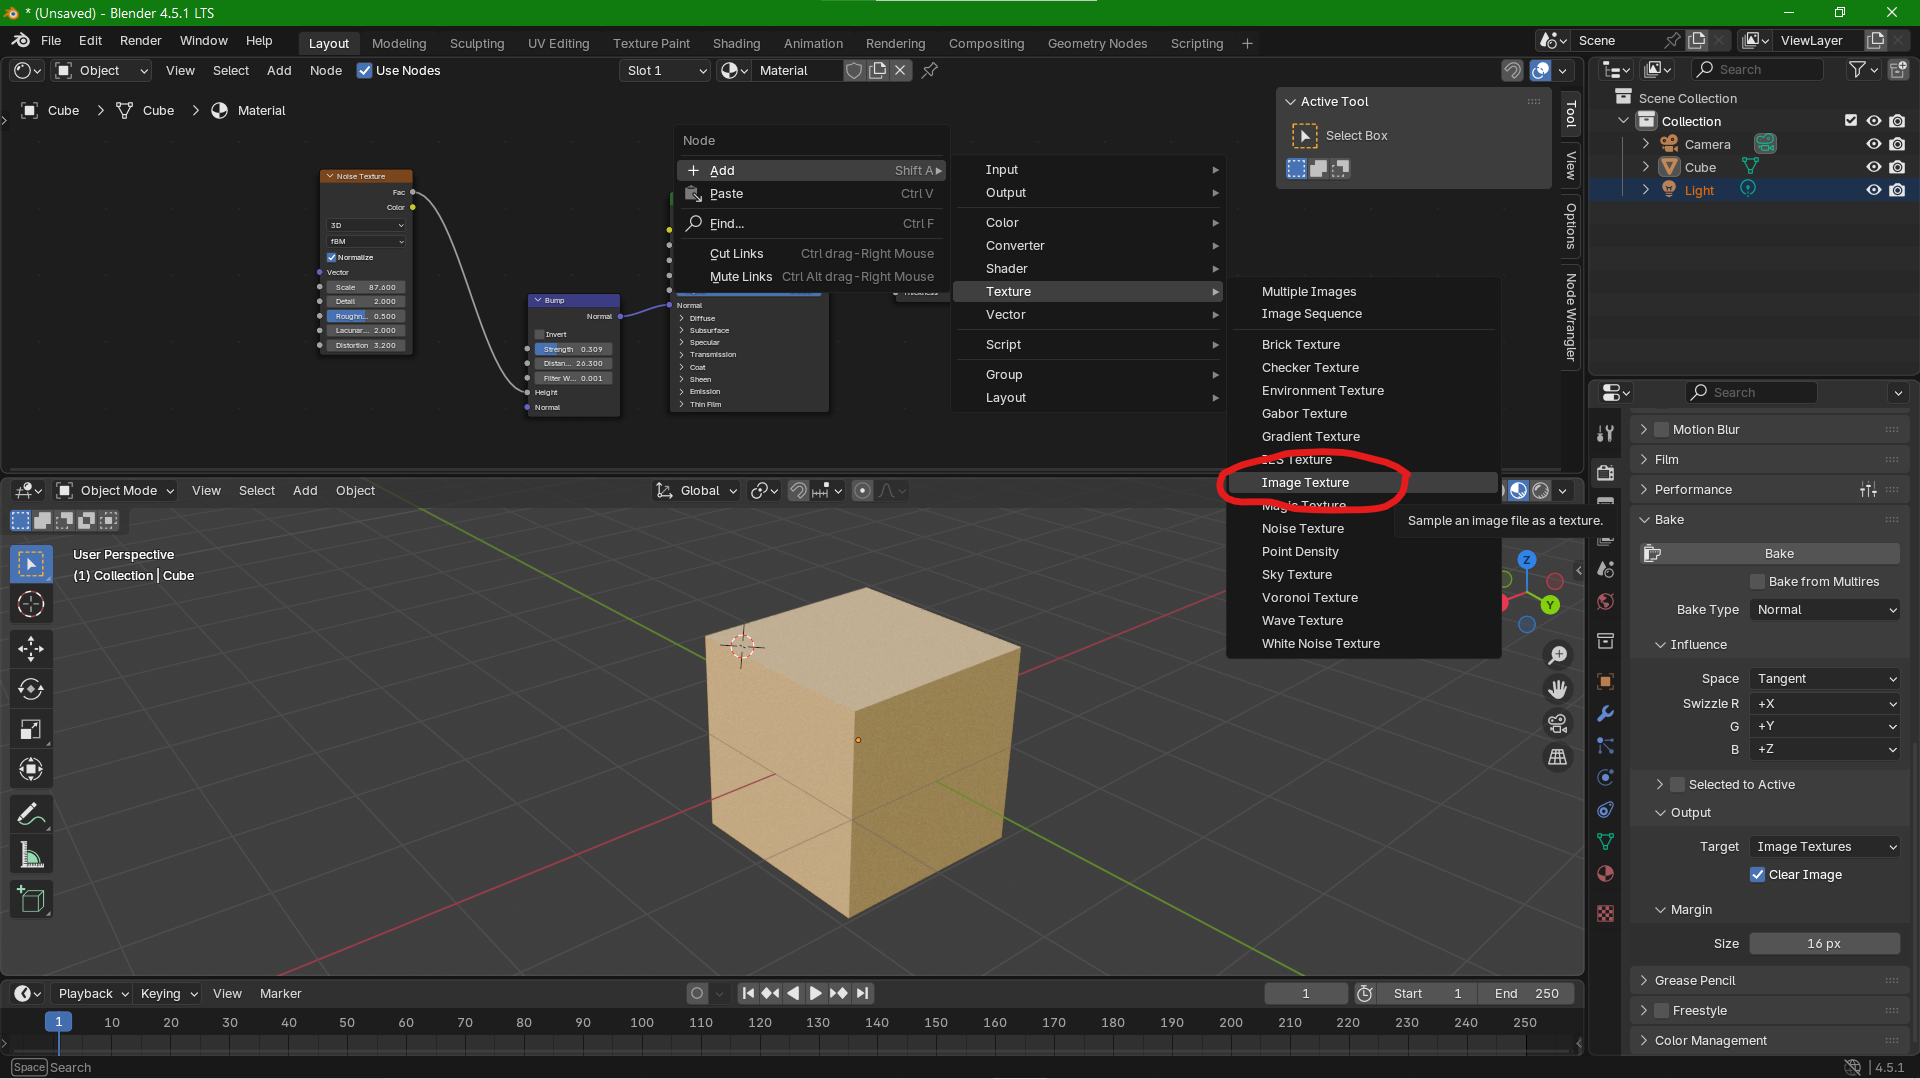 * (Unsaved) - Blender 4.5.1 LTS
File Edit Render Window Help Layout Modeling Sculpting UV Editing Texture Paint Shading Animation Rendering Compositing Geometry Nodes Scripting Scene ViewLayer
Object View Select Add Node Use Nodes Slot 1 Material
Search
Cube Cube Material
Active Tool
Select Box
Tool
View
Options
Node Wrangler
Scene Collection
Collection
Camera
Cube
Light
Noise Texture
Fac
Color
3D
fBM
Normalize
Vector
Scale 87.600
Detail 2.000
Roughn... 0.500
Lacunar... 2.000
Distortion 3.200
Bump
Normal
Invert
Strength 0.309
Distan... 26.300
Filter W... 0.001
Height
Normal
Normal
Diffuse
Subsurface
Specular
Transmission
Coat
Sheen
Emission
Thin Film
Thickness
Node
Add Shift A
Paste Ctrl V
Find... Ctrl F
Cut Links Ctrl drag-Right Mouse
Mute Links Ctrl Alt drag-Right Mouse
Input
Output
Color
Converter
Shader
Texture
Vector
Script
Group
Layout
Multiple Images
Image Sequence
Brick Texture
Checker Texture
Environment Texture
Gabor Texture
Gradient Texture
IES Texture
Image Texture
Magic Texture
Noise Texture
Point Density
Sky Texture
Voronoi Texture
Wave Texture
White Noise Texture
Sample an image file as a texture.
Object Mode View Select Add Object Global
User Perspective
(1) Collection | Cube
Z
Y
Search
Motion Blur
Film
Performance
Bake
Bake
Bake from Multires
Bake Type Normal
Influence
Space Tangent
Swizzle R +X
G +Y
B +Z
Selected to Active
Output
Target Image Textures
Clear Image
Margin
Size 16 px
Grease Pencil
Freestyle
Color Management
Playback Keying View Marker 1 Start 1 End 250
1 10 20 30 40 50 60 70 80 90 100 110 120 130 140 150 160 170 180 190 200 210 220 230 240 250
Space Search
4.5.1